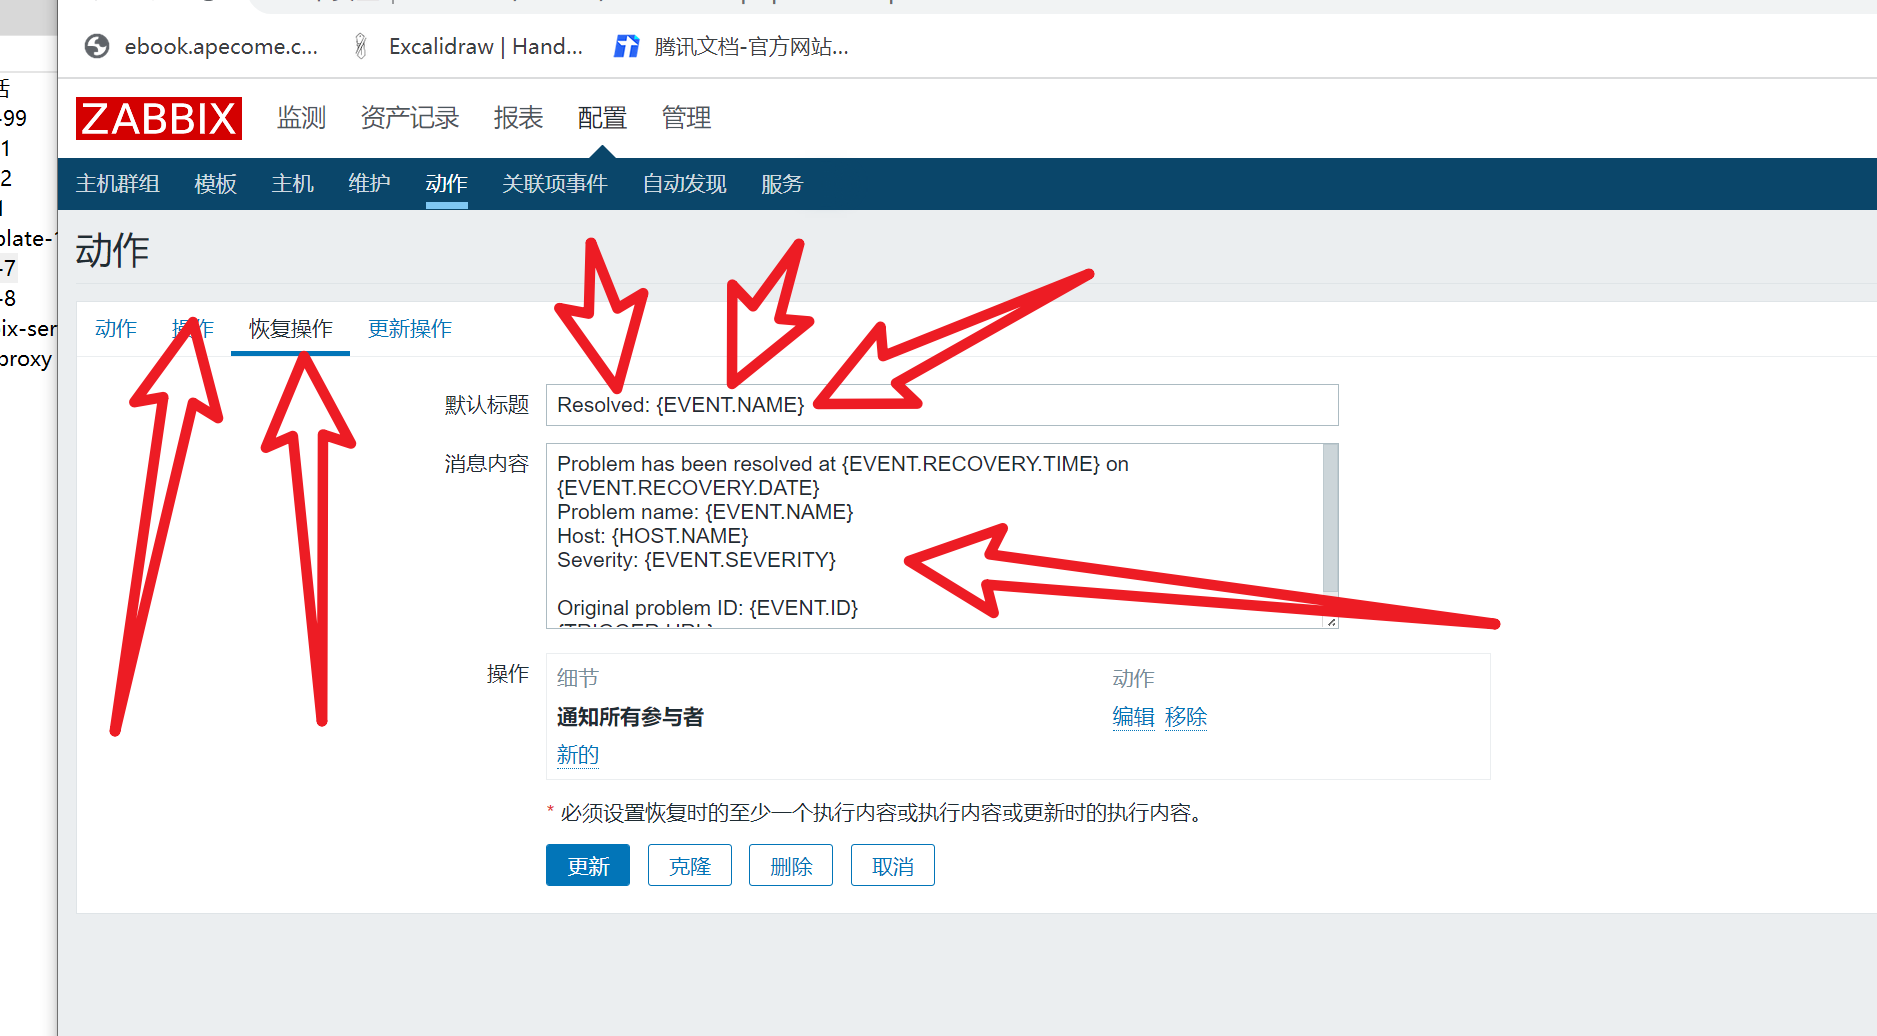 ebook.apecome.c... Excalidraw | Hand... 腾讯文档-官方网站...
ZABBIX 监测 资产记录 报表 配置 管理
-99
1
2
主机群组 模板 主机 维护 动作 关联项事件 自动发现 服务
plate-1
动作
-7
-8
ix-ser
proxy
动作 操作 恢复操作 更新操作
默认标题 Resolved: {EVENT.NAME}
消息内容 Problem has been resolved at {EVENT.RECOVERY.TIME} on
{EVENT.RECOVERY.DATE}
Problem name: {EVENT.NAME}
Host: {HOST.NAME}
Severity: {EVENT.SEVERITY}
Original problem ID: {EVENT.ID}
{TRIGGER.URL}
操作 细节 动作
通知所有参与者 编辑 移除
新的
* 必须设置恢复时的至少一个执行内容或执行内容或更新时的执行内容。
更新 克隆 删除 取消